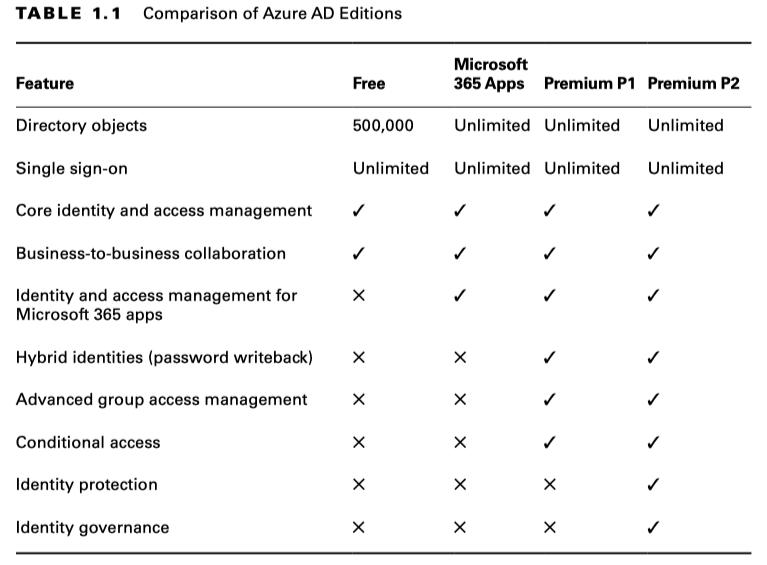 TABLE 1.1 Comparison of Azure AD Editions
Feature Free Microsoft 365 Apps Premium P1 Premium P2
Directory objects 500,000 Unlimited Unlimited Unlimited
Single sign-on Unlimited Unlimited Unlimited Unlimited
Core identity and access management ✓ ✓ ✓ ✓
Business-to-business collaboration ✓ ✓ ✓ ✓
Identity and access management for ✕ ✓ ✓ ✓
Microsoft 365 apps
Hybrid identities (password writeback) ✕ ✕ ✓ ✓
Advanced group access management ✕ ✕ ✓ ✓
Conditional access ✕ ✕ ✓ ✓
Identity protection ✕ ✕ ✕ ✓
Identity governance ✕ ✕ ✕ ✓